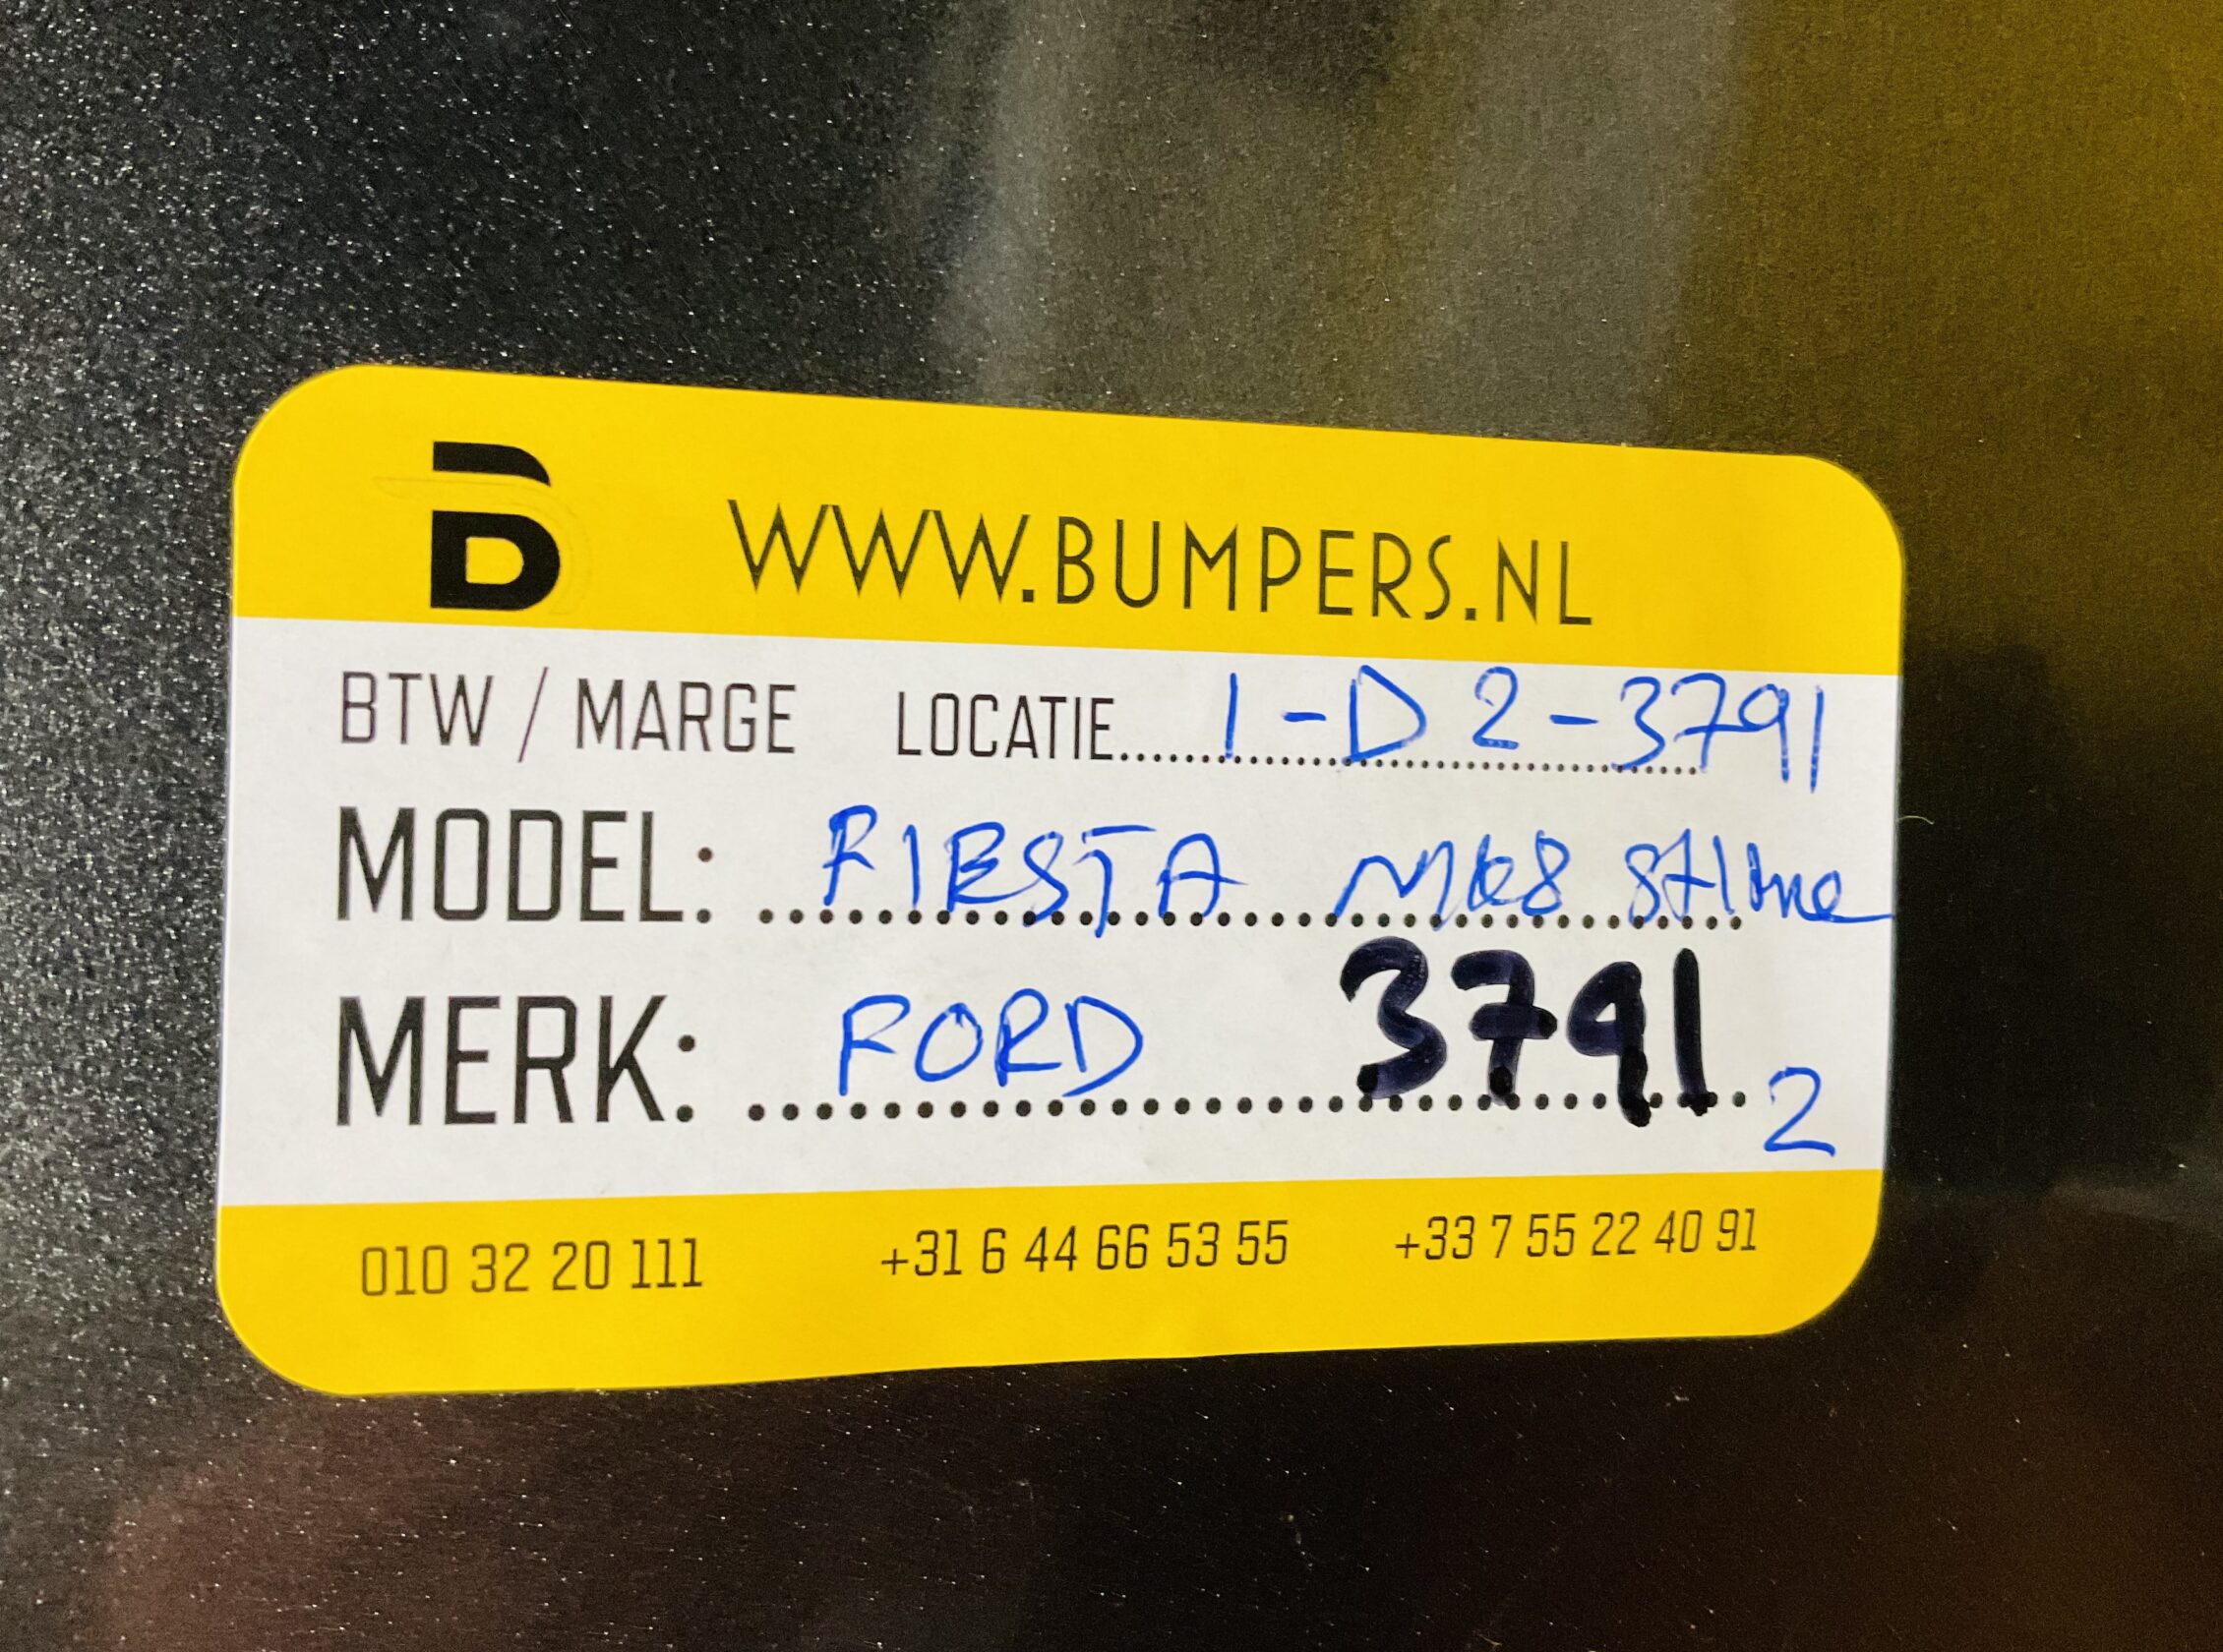 B WWW.BUMPERS.NL
BTW / MARGE LOCATIE 1-D2-3791
MODEL: FIESTA MK8 STline
MERK: FORD 3791 2
010 32 20 111 +31 6 44 66 53 55 +33 7 55 22 40 91